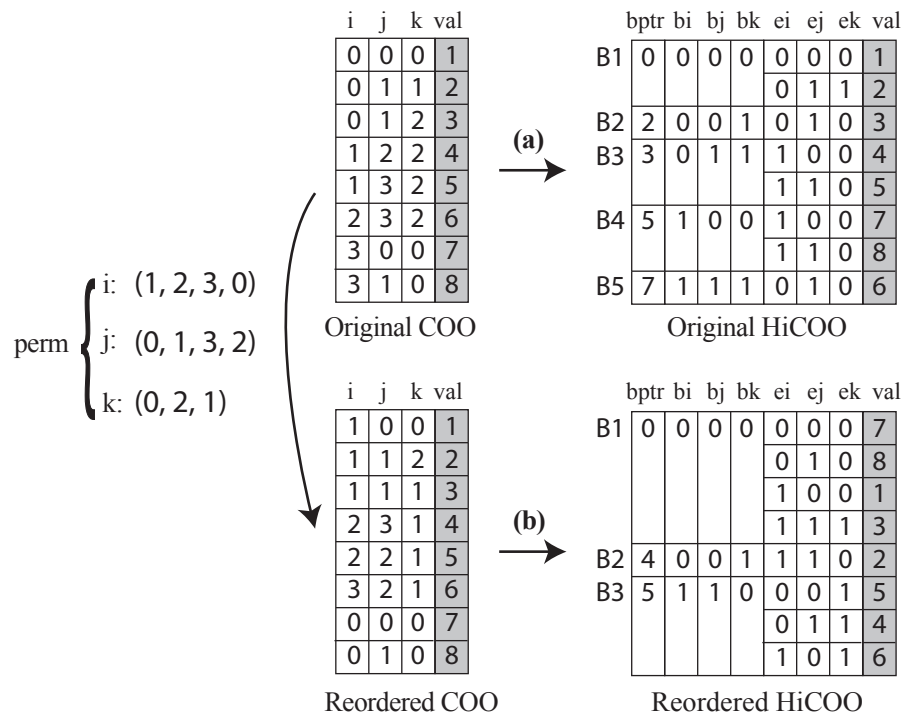 i j k val
0 0 0 1
0 1 1 2
0 1 2 3
1 2 2 4
1 3 2 5
2 3 2 6
3 0 0 7
3 1 0 8
Original COO
(a)
bptr bi bj bk ei ej ek val
B1 0 0 0 0 0 0 0 1
0 1 1 2
B2 2 0 0 1 0 1 0 3
B3 3 0 1 1 1 0 0 4
1 1 0 5
B4 5 1 0 0 1 0 0 7
1 1 0 8
B5 7 1 1 1 0 1 0 6
Original HiCOO
perm
i: (1, 2, 3, 0)
j: (0, 1, 3, 2)
k: (0, 2, 1)
i j k val
1 0 0 1
1 1 2 2
1 1 1 3
2 3 1 4
2 2 1 5
3 2 1 6
0 0 0 7
0 1 0 8
Reordered COO
(b)
bptr bi bj bk ei ej ek val
B1 0 0 0 0 0 0 0 7
0 1 0 8
1 0 0 1
1 1 1 3
B2 4 0 0 1 1 1 0 2
B3 5 1 1 0 0 0 1 5
0 1 1 4
1 0 1 6
Reordered HiCOO